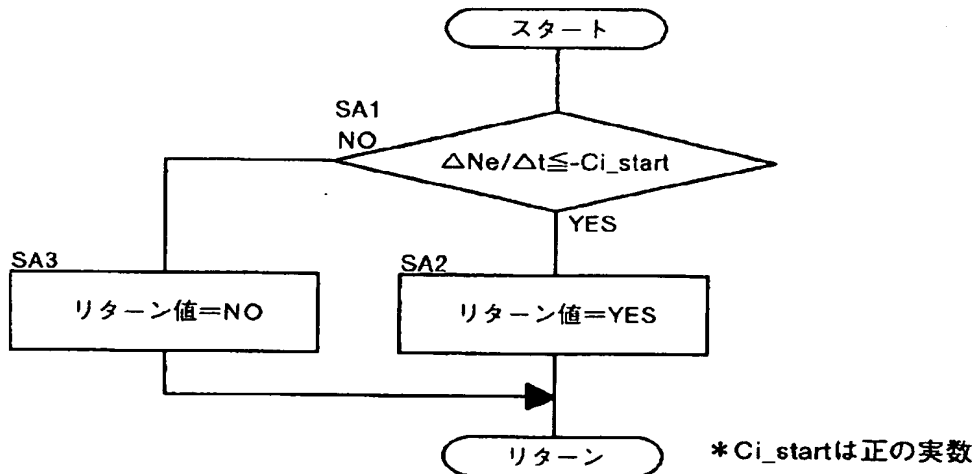 スタート
SA1
NO
△Ne/△t≦-Ci_start
YES
SA3
リターン値=NO
SA2
リターン値=YES
リターン
*Ci_startは正の実数